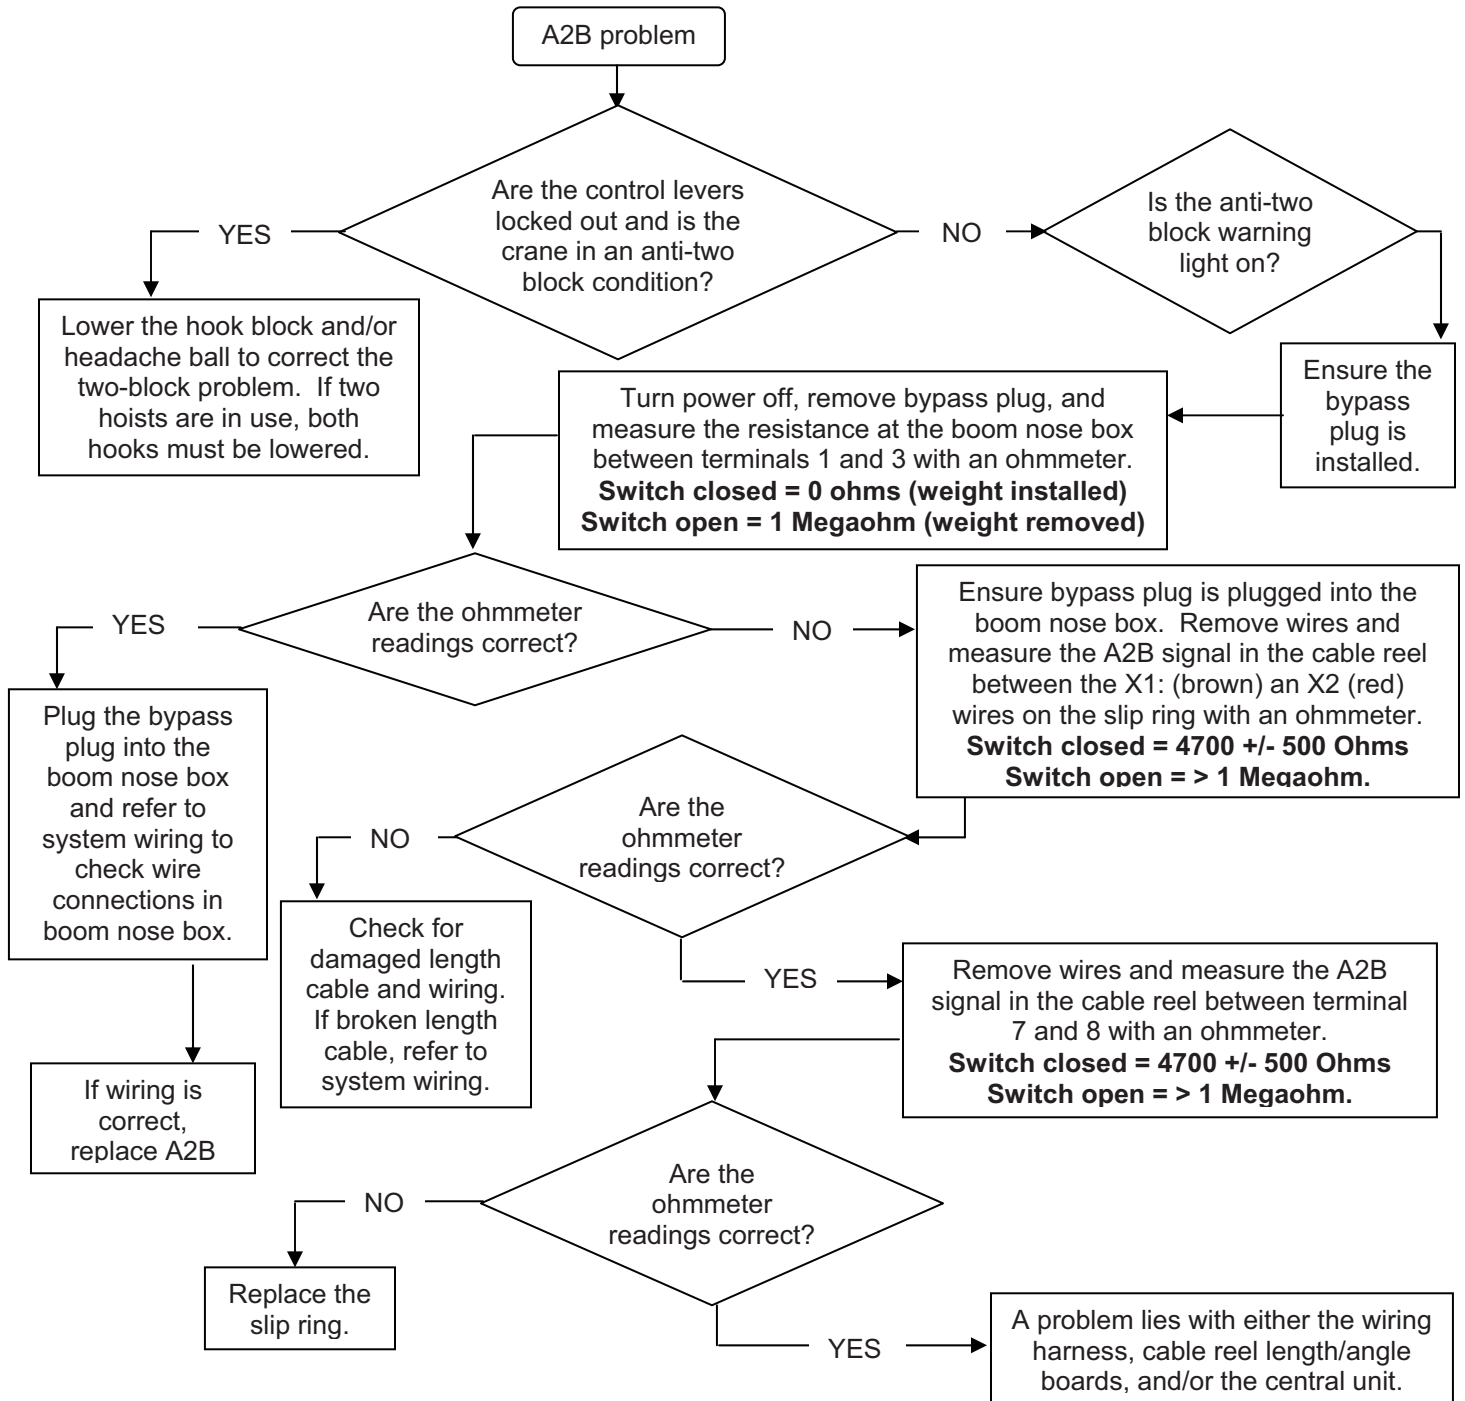 A2B problem
Are the control levers
locked out and is the
crane in an anti-two
block condition?
YES
NO
Is the anti-two
block warning
light on?
Lower the hook block and/or
headache ball to correct the
two-block problem.  If two
hoists are in use, both
hooks must be lowered.
Ensure the
bypass
plug is
installed.
Turn power off, remove bypass plug, and
measure the resistance at the boom nose box
between terminals 1 and 3 with an ohmmeter.
Switch closed = 0 ohms (weight installed)
Switch open = 1 Megaohm (weight removed)
Are the ohmmeter
readings correct?
YES
NO
Ensure bypass plug is plugged into the
boom nose box.  Remove wires and
measure the A2B signal in the cable reel
between the X1: (brown) an X2 (red)
wires on the slip ring with an ohmmeter.
Switch closed = 4700 +/- 500 Ohms
Switch open = > 1 Megaohm.
Plug the bypass
plug into the
boom nose box
and refer to
system wiring to
check wire
connections in
boom nose box.
Are the
ohmmeter
readings correct?
NO
Check for
damaged length
cable and wiring.
If broken length
cable, refer to
system wiring.
YES
Remove wires and measure the A2B
signal in the cable reel between terminal
7 and 8 with an ohmmeter.
Switch closed = 4700 +/- 500 Ohms
Switch open = > 1 Megaohm.
If wiring is
correct,
replace A2B
Are the
ohmmeter
readings correct?
NO
Replace the
slip ring.
YES
A problem lies with either the wiring
harness, cable reel length/angle
boards, and/or the central unit.